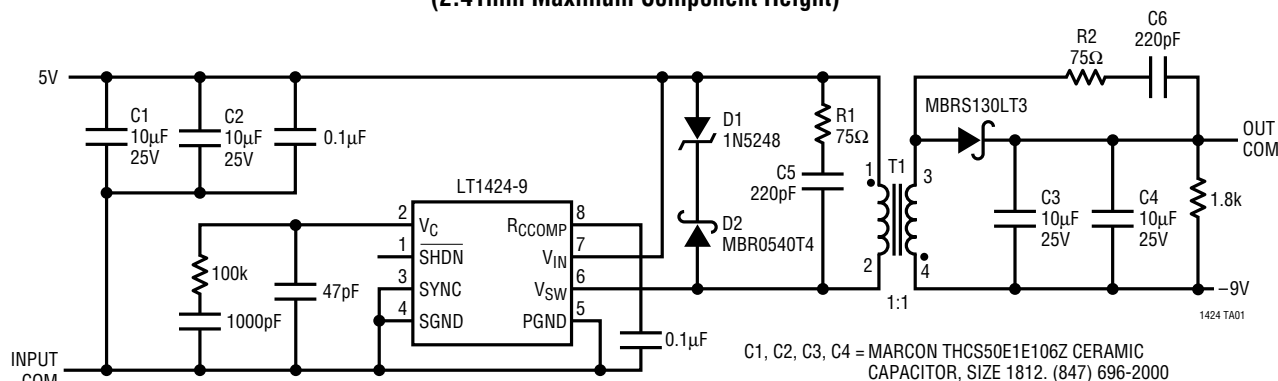 (2.41mm Maximum Component Height)
5V
C1
10µF
25V
C2
10µF
25V
0.1µF
LT1424-9
2
VC
1
SHDN
3
SYNC
4
SGND
8
RCCOMP
7
VIN
6
VSW
5
PGND
100k
1000pF
47pF
0.1µF
INPUT
COM
D1
1N5248
D2
MBR0540T4
R1
75Ω
C5
220pF
T1
1
2
3
4
1:1
R2
75Ω
C6
220pF
MBRS130LT3
C3
10µF
25V
C4
10µF
25V
1.8k
OUT
COM
–9V
1424 TA01
C1, C2, C3, C4 = MARCON THCS50E1E106Z CERAMIC
CAPACITOR, SIZE 1812. (847) 696-2000